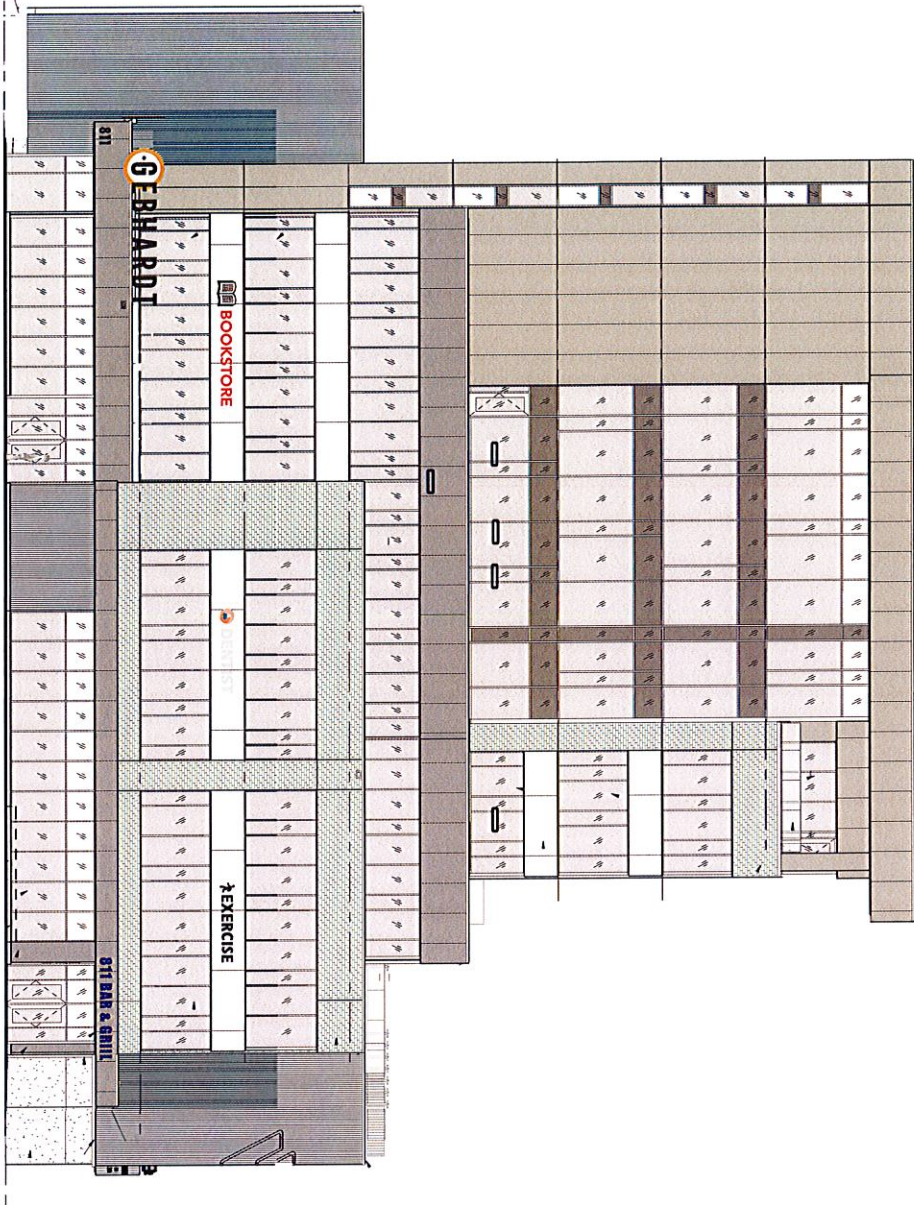 811
GEBHARDT
BOOKSTORE
DENTIST
EXERCISE
811 BAR & GRILL